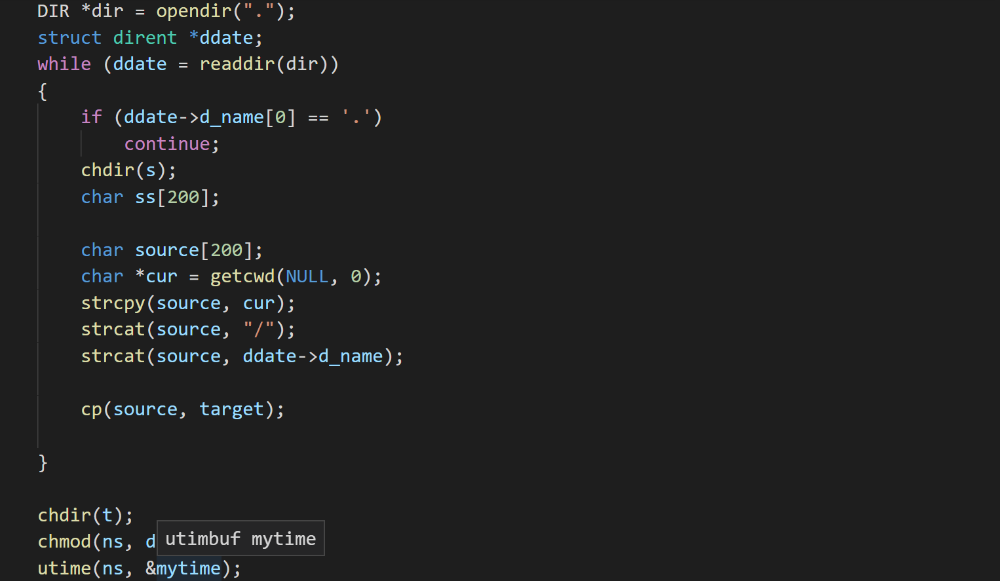 DIR *dir = opendir(".");
struct dirent *ddate;
while (ddate = readdir(dir))
{
if (ddate->d_name[0] == '.')
continue;
chdir(s);
char ss[200];
char source[200];
char *cur = getcwd(NULL, 0);
strcpy(source, cur);
strcat(source, "/");
strcat(source, ddate->d_name);
cp(source, target);
}
chdir(t);
utimbuf mytime
chmod(ns, d
utime(ns, &mytime);